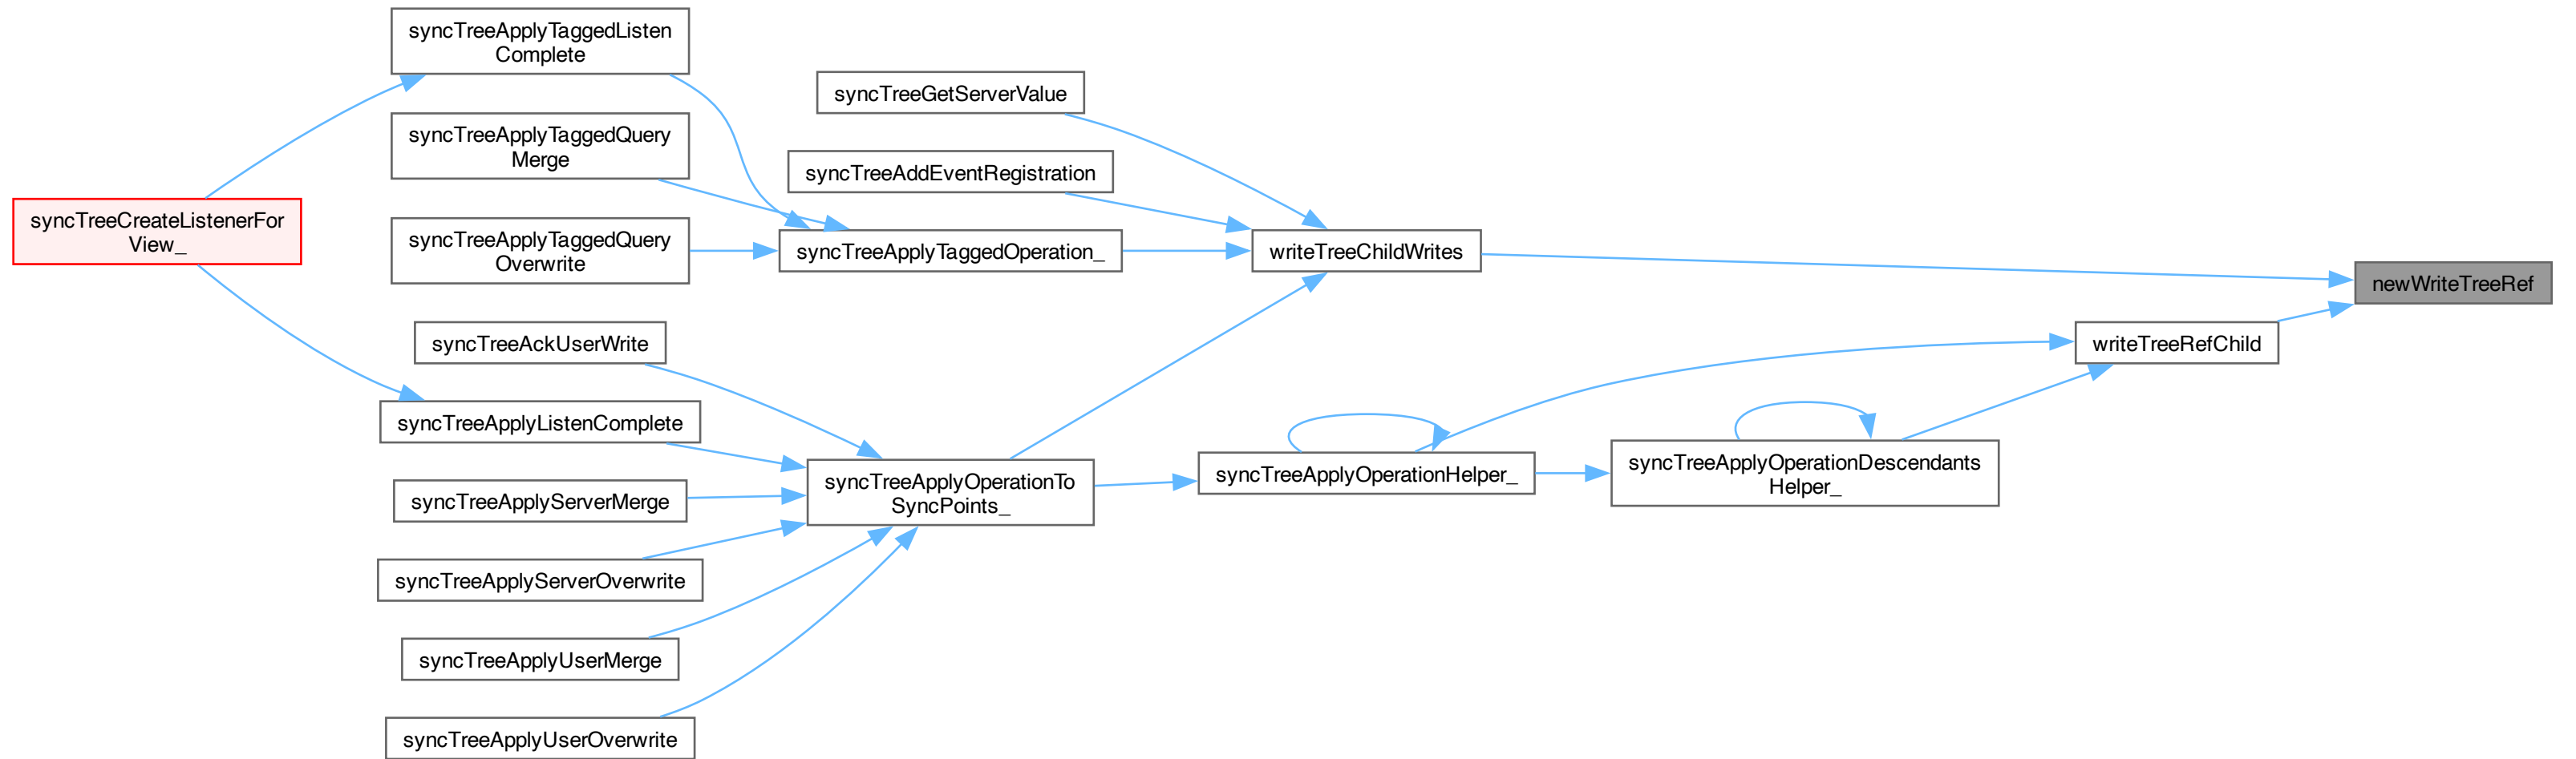 syncTreeApplyTaggedListen
Complete
syncTreeGetServerValue
syncTreeApplyTaggedQuery
Merge
syncTreeAddEventRegistration
syncTreeCreateListenerFor
View_
syncTreeApplyTaggedQuery
Overwrite
syncTreeApplyTaggedOperation_
writeTreeChildWrites
newWriteTreeRef
syncTreeAckUserWrite
writeTreeRefChild
syncTreeApplyListenComplete
syncTreeApplyServerMerge
syncTreeApplyOperationTo
SyncPoints_
syncTreeApplyOperationHelper_
syncTreeApplyOperationDescendants
Helper_
syncTreeApplyServerOverwrite
syncTreeApplyUserMerge
syncTreeApplyUserOverwrite